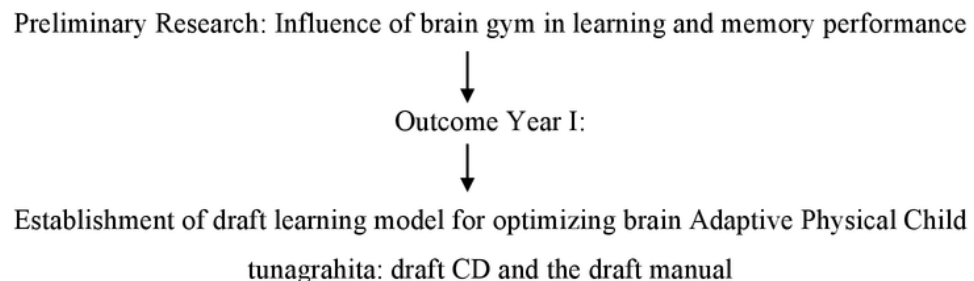 Preliminary Research: Influence of brain gym in learning and memory performance
Outcome Year I:
Establishment of draft learning model for optimizing brain Adaptive Physical Child
tunagrahita: draft CD and the draft manual